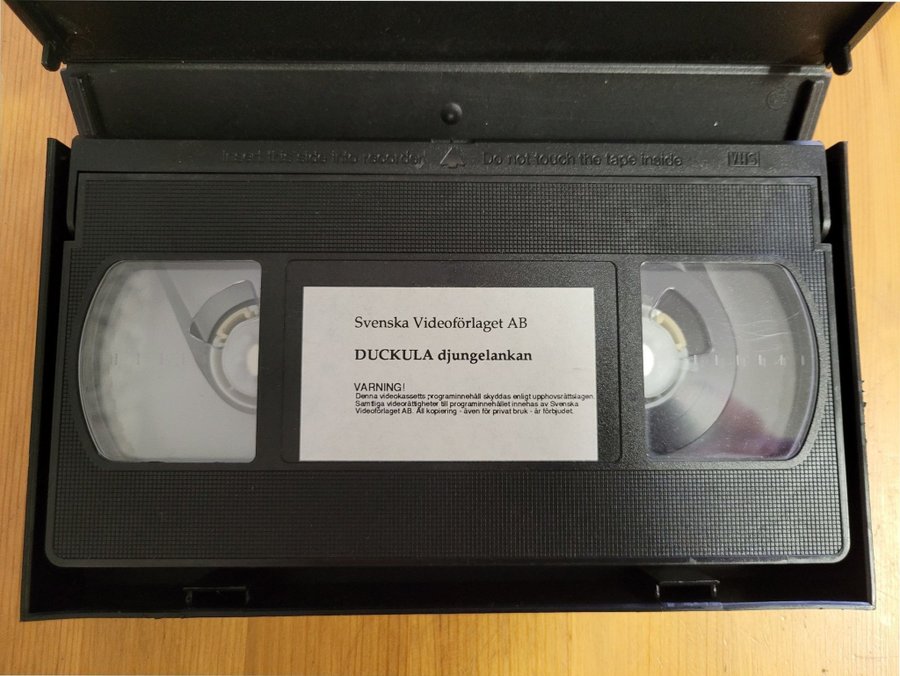 Insert this side into recorder Do not touch the tape inside VHS
Svenska Videoförlaget AB
DUCKULA djungelankan
VARNING!
Denna videokassetts programinnehåll skyddas enligt upphovsrättslagen.
Samtliga videorättigheter till programinnehållet innehas av Svenska
Videoförlaget AB. All kopiering - även för privat bruk - är förbjudet.